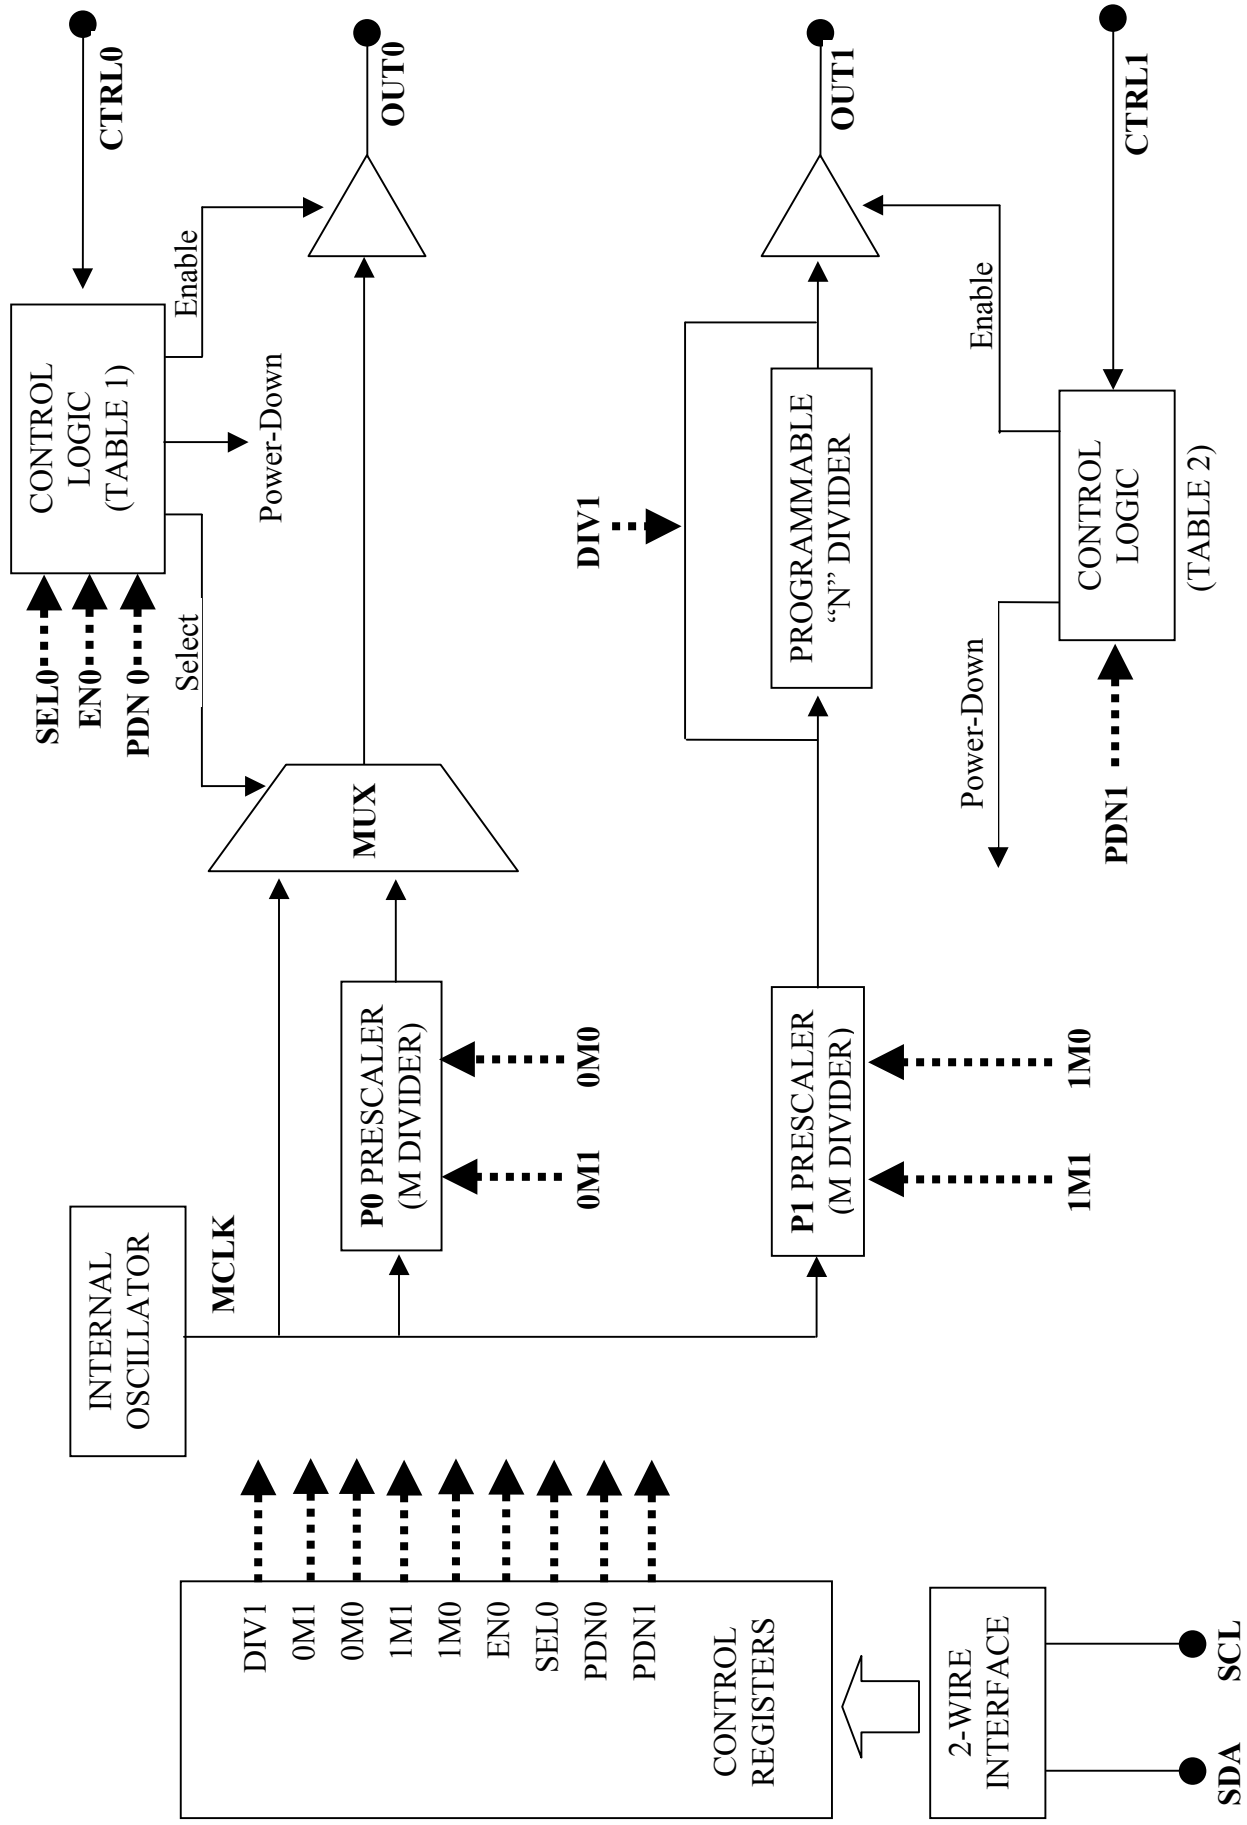 INTERNAL
OSCILLATOR
MCLK
SEL0
EN0
PDN 0
CONTROL
LOGIC
(TABLE 1)
CTRL0
Select
Power-Down
Enable
MUX
OUT0
P0 PRESCALER
(M DIVIDER)
0M1
0M0
DIV1
0M1
0M0
1M1
1M0
EN0
SEL0
PDN0
PDN1
CONTROL
REGISTERS
2-WIRE
INTERFACE
SDA
SCL
P1 PRESCALER
(M DIVIDER)
1M1
1M0
DIV1
PROGRAMMABLE
“N” DIVIDER
OUT1
Power-Down
Enable
PDN1
CONTROL
LOGIC
(TABLE 2)
CTRL1